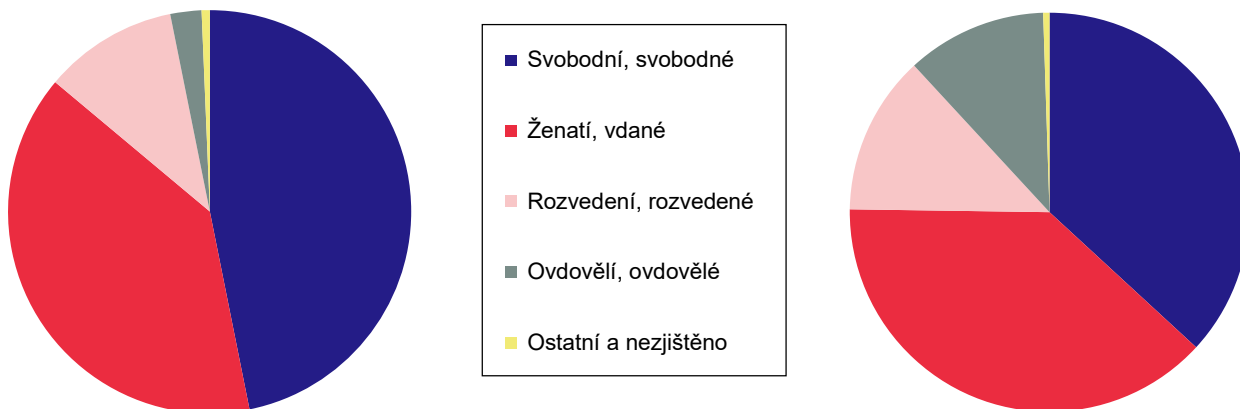 Svobodní, svobodné
Ženatí, vdané
Rozvedení, rozvedené
Ovdovělí, ovdovělé
Ostatní a nezjištěno